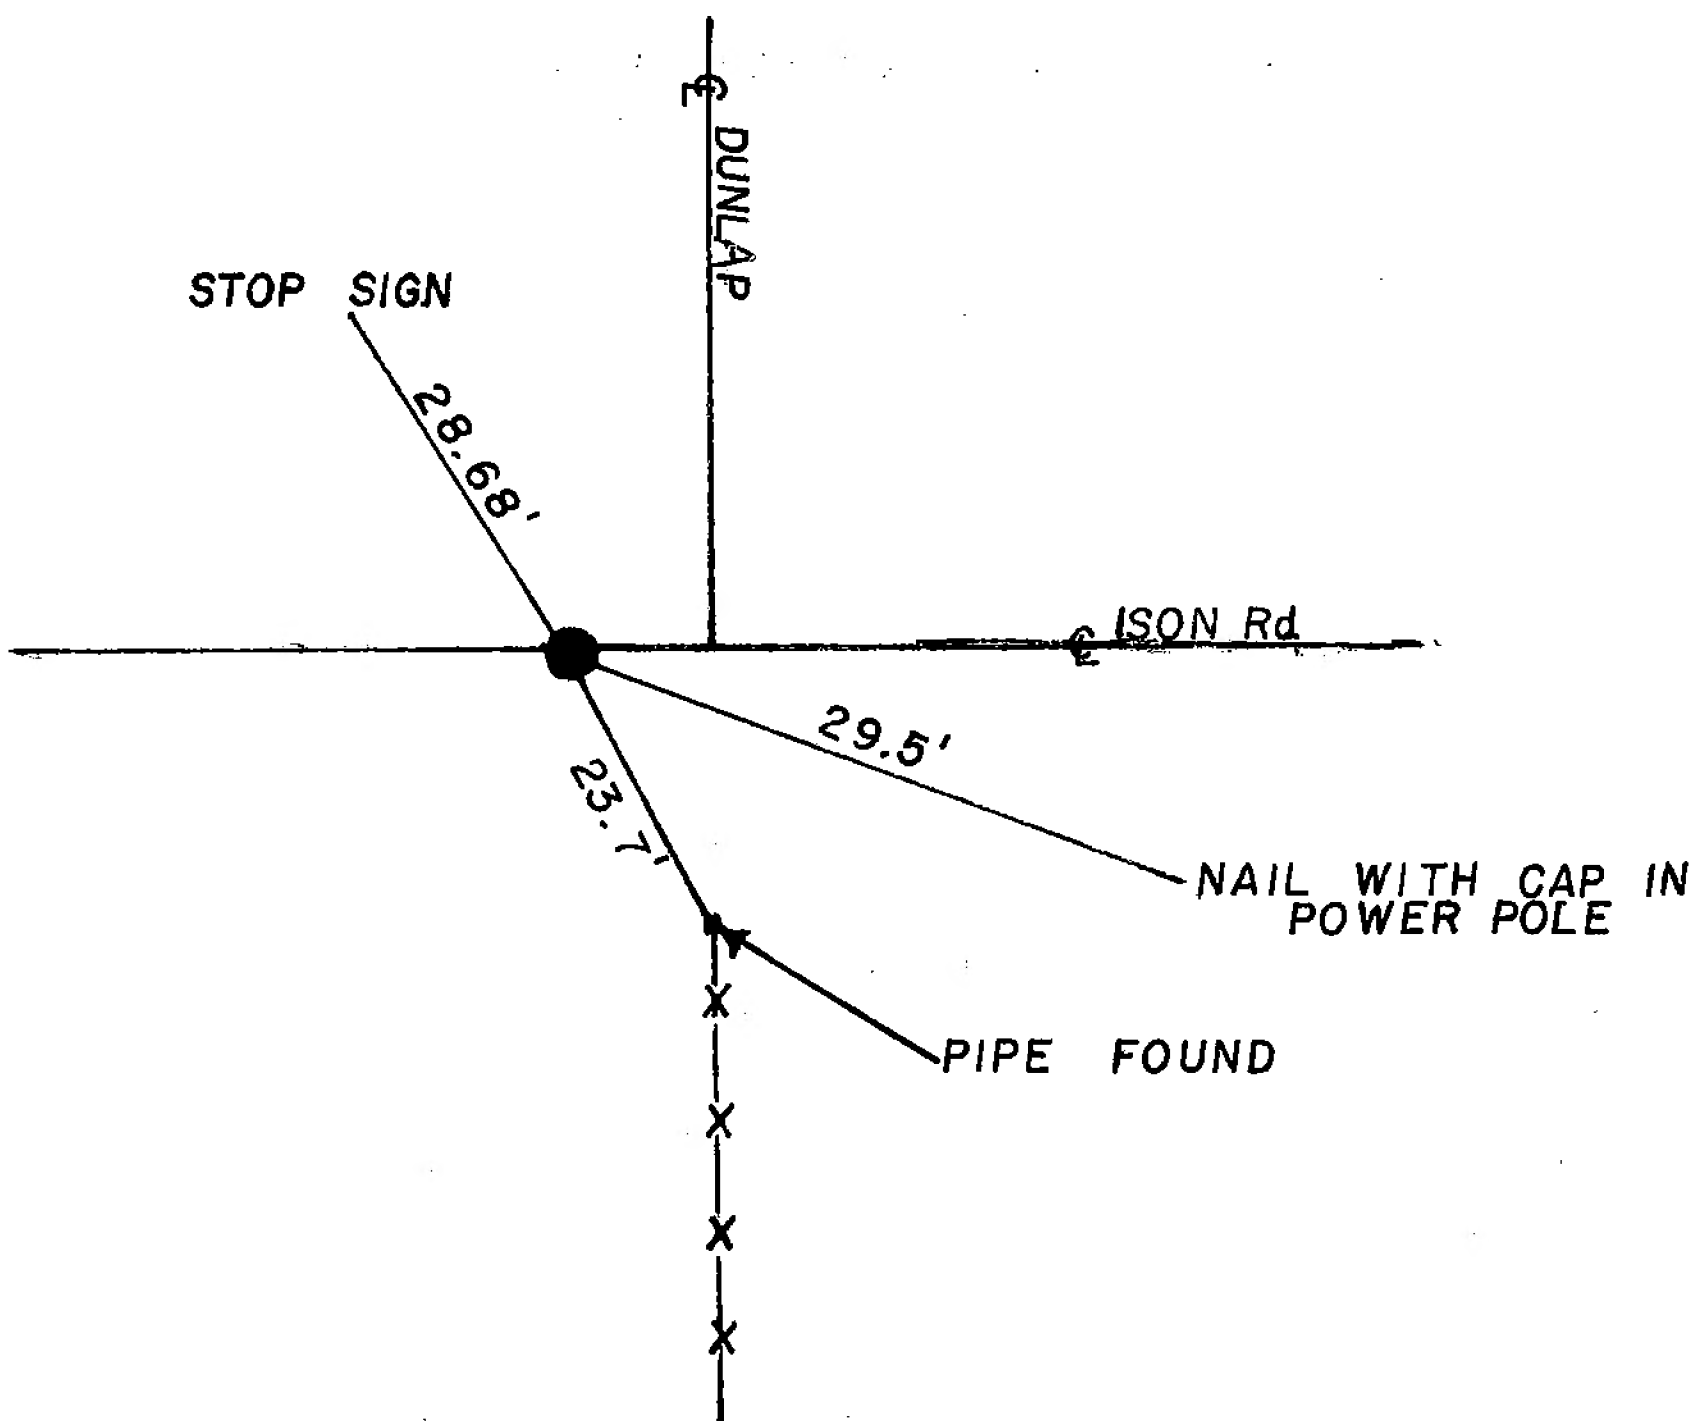 ℄ DUNLAP
STOP SIGN
28.68'
℄ ISON Rd.
29.5'
23.7'
NAIL WITH CAP IN
POWER POLE
PIPE FOUND